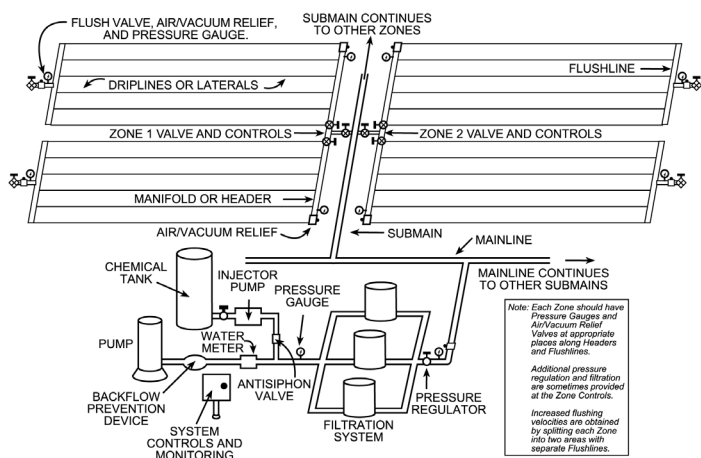 FLUSH VALVE, AIR/VACUUM RELIEF,
AND PRESSURE GAUGE.
SUBMAIN CONTINUES
TO OTHER ZONES
FLUSHLINE
DRIPLINES OR LATERALS
ZONE 1 VALVE AND CONTROLS
ZONE 2 VALVE AND CONTROLS
MANIFOLD OR HEADER
AIR/VACUUM RELIEF
SUBMAIN
MAINLINE
MAINLINE CONTINUES
TO OTHER SUBMAINS
CHEMICAL
TANK
INJECTOR
PUMP
PRESSURE
GAUGE
PUMP
WATER
METER
ANTISIPHON
VALVE
BACKFLOW
PREVENTION
DEVICE
SYSTEM
CONTROLS AND
MONITORING
FILTRATION
SYSTEM
PRESSURE
REGULATOR
Note: Each Zone should have
Pressure Gauges and
Air/Vacuum Relief
Valves at appropriate
places along Headers
and Flushlines.
Additional pressure
regulation and filtration
are sometimes provided
at the Zone Controls.
Increased flushing
velocities are obtained
by splitting each Zone
into two areas with
separate Flushlines.